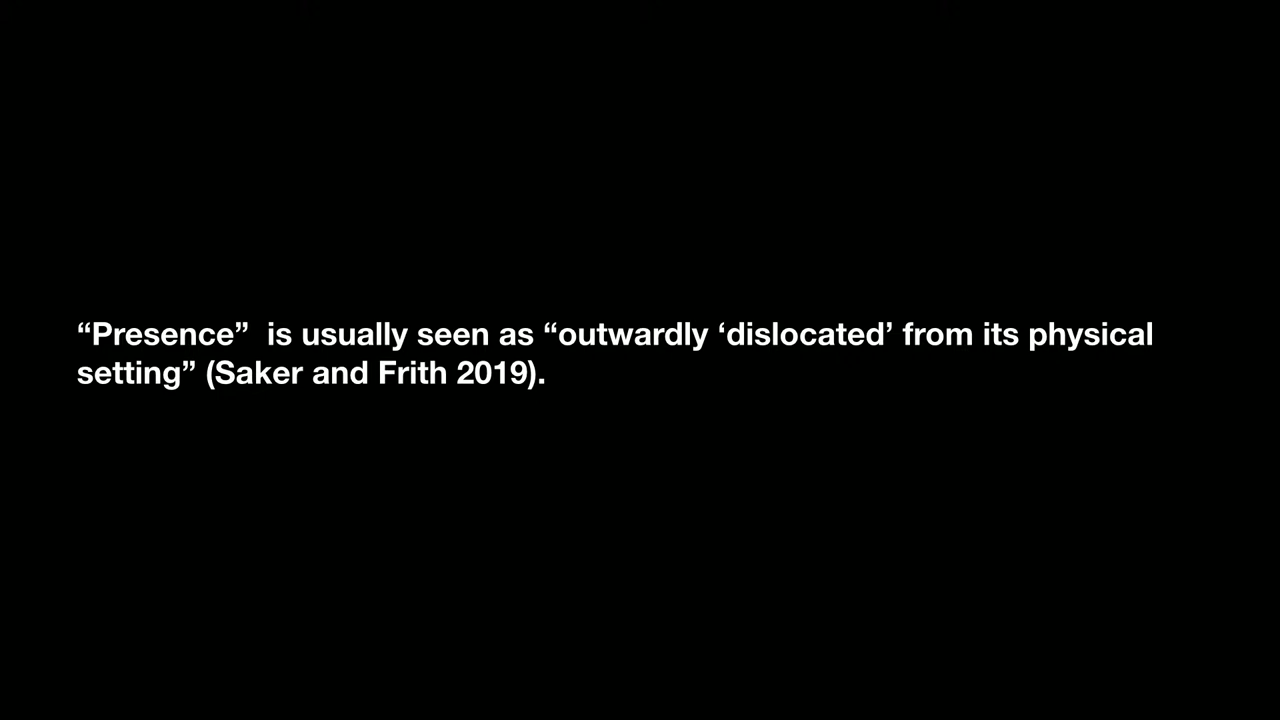 “Presence”  is usually seen as “outwardly ‘dislocated’ from its physical
setting” (Saker and Frith 2019).